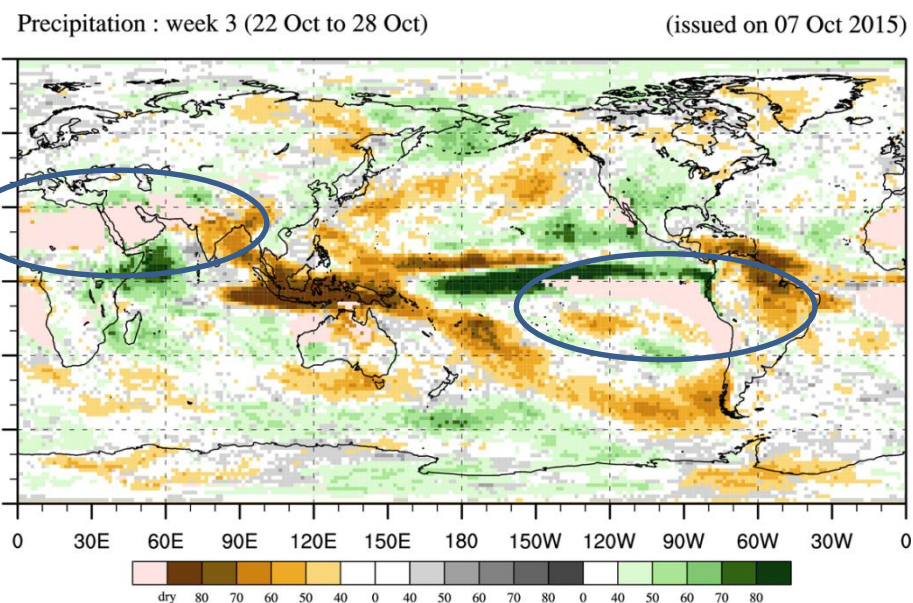 Precipitation : week 3 (22 Oct to 28 Oct) (issued on 07 Oct 2015)
0 30E 60E 90E 120E 150E 180 150W 120W 90W 60W 30W 0
dry 80 70 60 50 40 0 40 50 60 70 80 0 40 50 60 70 80